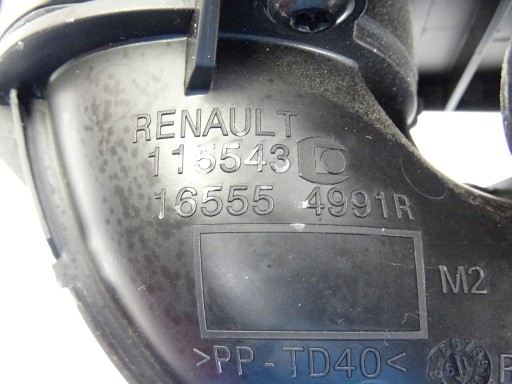 RENAULT
115543
16555 4991R
M2
>PP-TD40<